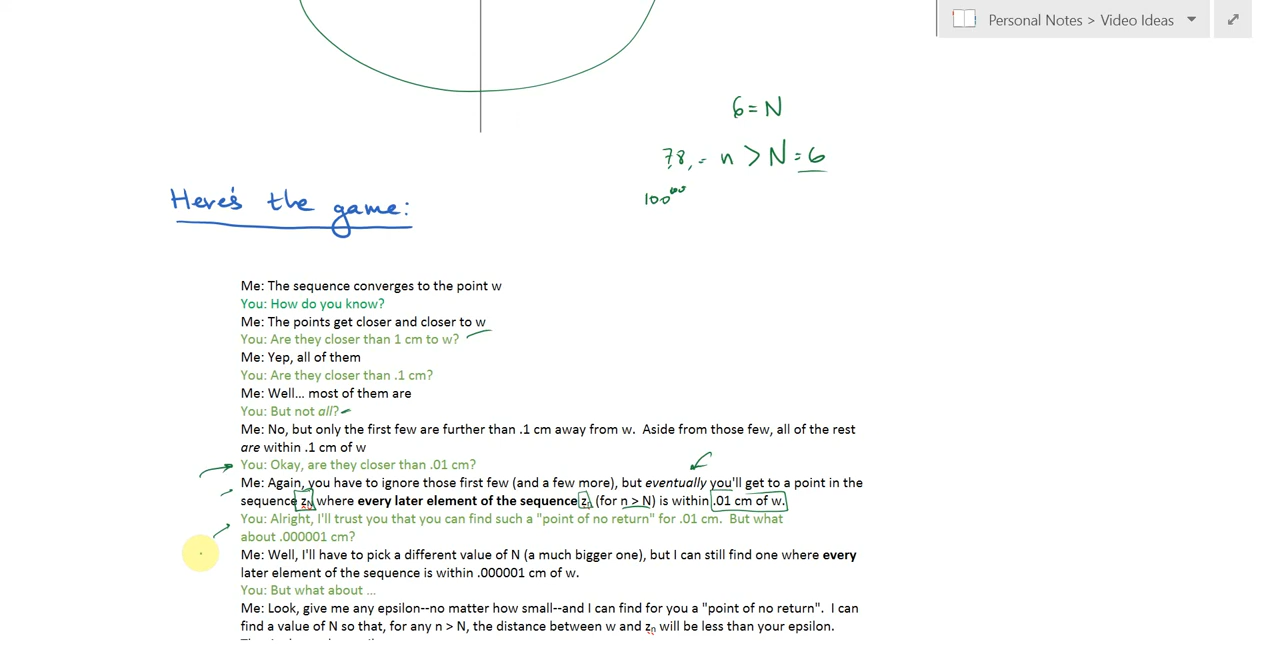 Personal Notes > Video Ideas
6 = N
7,8, .. n > N = 6
Here's the game:
Me: The sequence converges to the point w
You: How do you know?
Me: The points get closer and closer to w
You: Are they closer than 1 cm to w?
Me: Yep, all of them
You: Are they closer than .1 cm?
Me: Well... most of them are
You: But not all?
Me: No, but only the first few are further than .1 cm away from w. Aside from those few, all of the rest
are within .1 cm of w
You: Okay, are they closer than .01 cm?
Me: Again, you have to ignore those first few (and a few more), but eventually you'll get to a point in the
sequence zN where every later element of the sequence zn (for n > N) is within .01 cm of w.
You: Alright, I'll trust you that you can find such a "point of no return" for .01 cm. But what
about .000001 cm?
Me: Well, I'll have to pick a different value of N (a much bigger one), but I can still find one where every
later element of the sequence is within .000001 cm of w.
You: But what about ...
Me: Look, give me any epsilon--no matter how small--and I can find for you a "point of no return". I can
find a value of N so that, for any n > N, the distance between w and zn will be less than your epsilon.